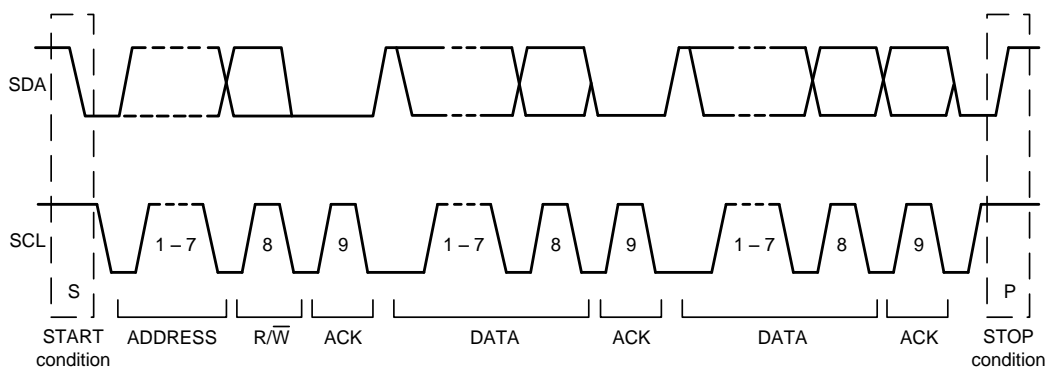 SDA
SCL
1 – 7
8
9
1 – 7
8
9
1 – 7
8
9
S
P
START
condition
ADDRESS
R/W̅
ACK
DATA
ACK
DATA
ACK
STOP
condition